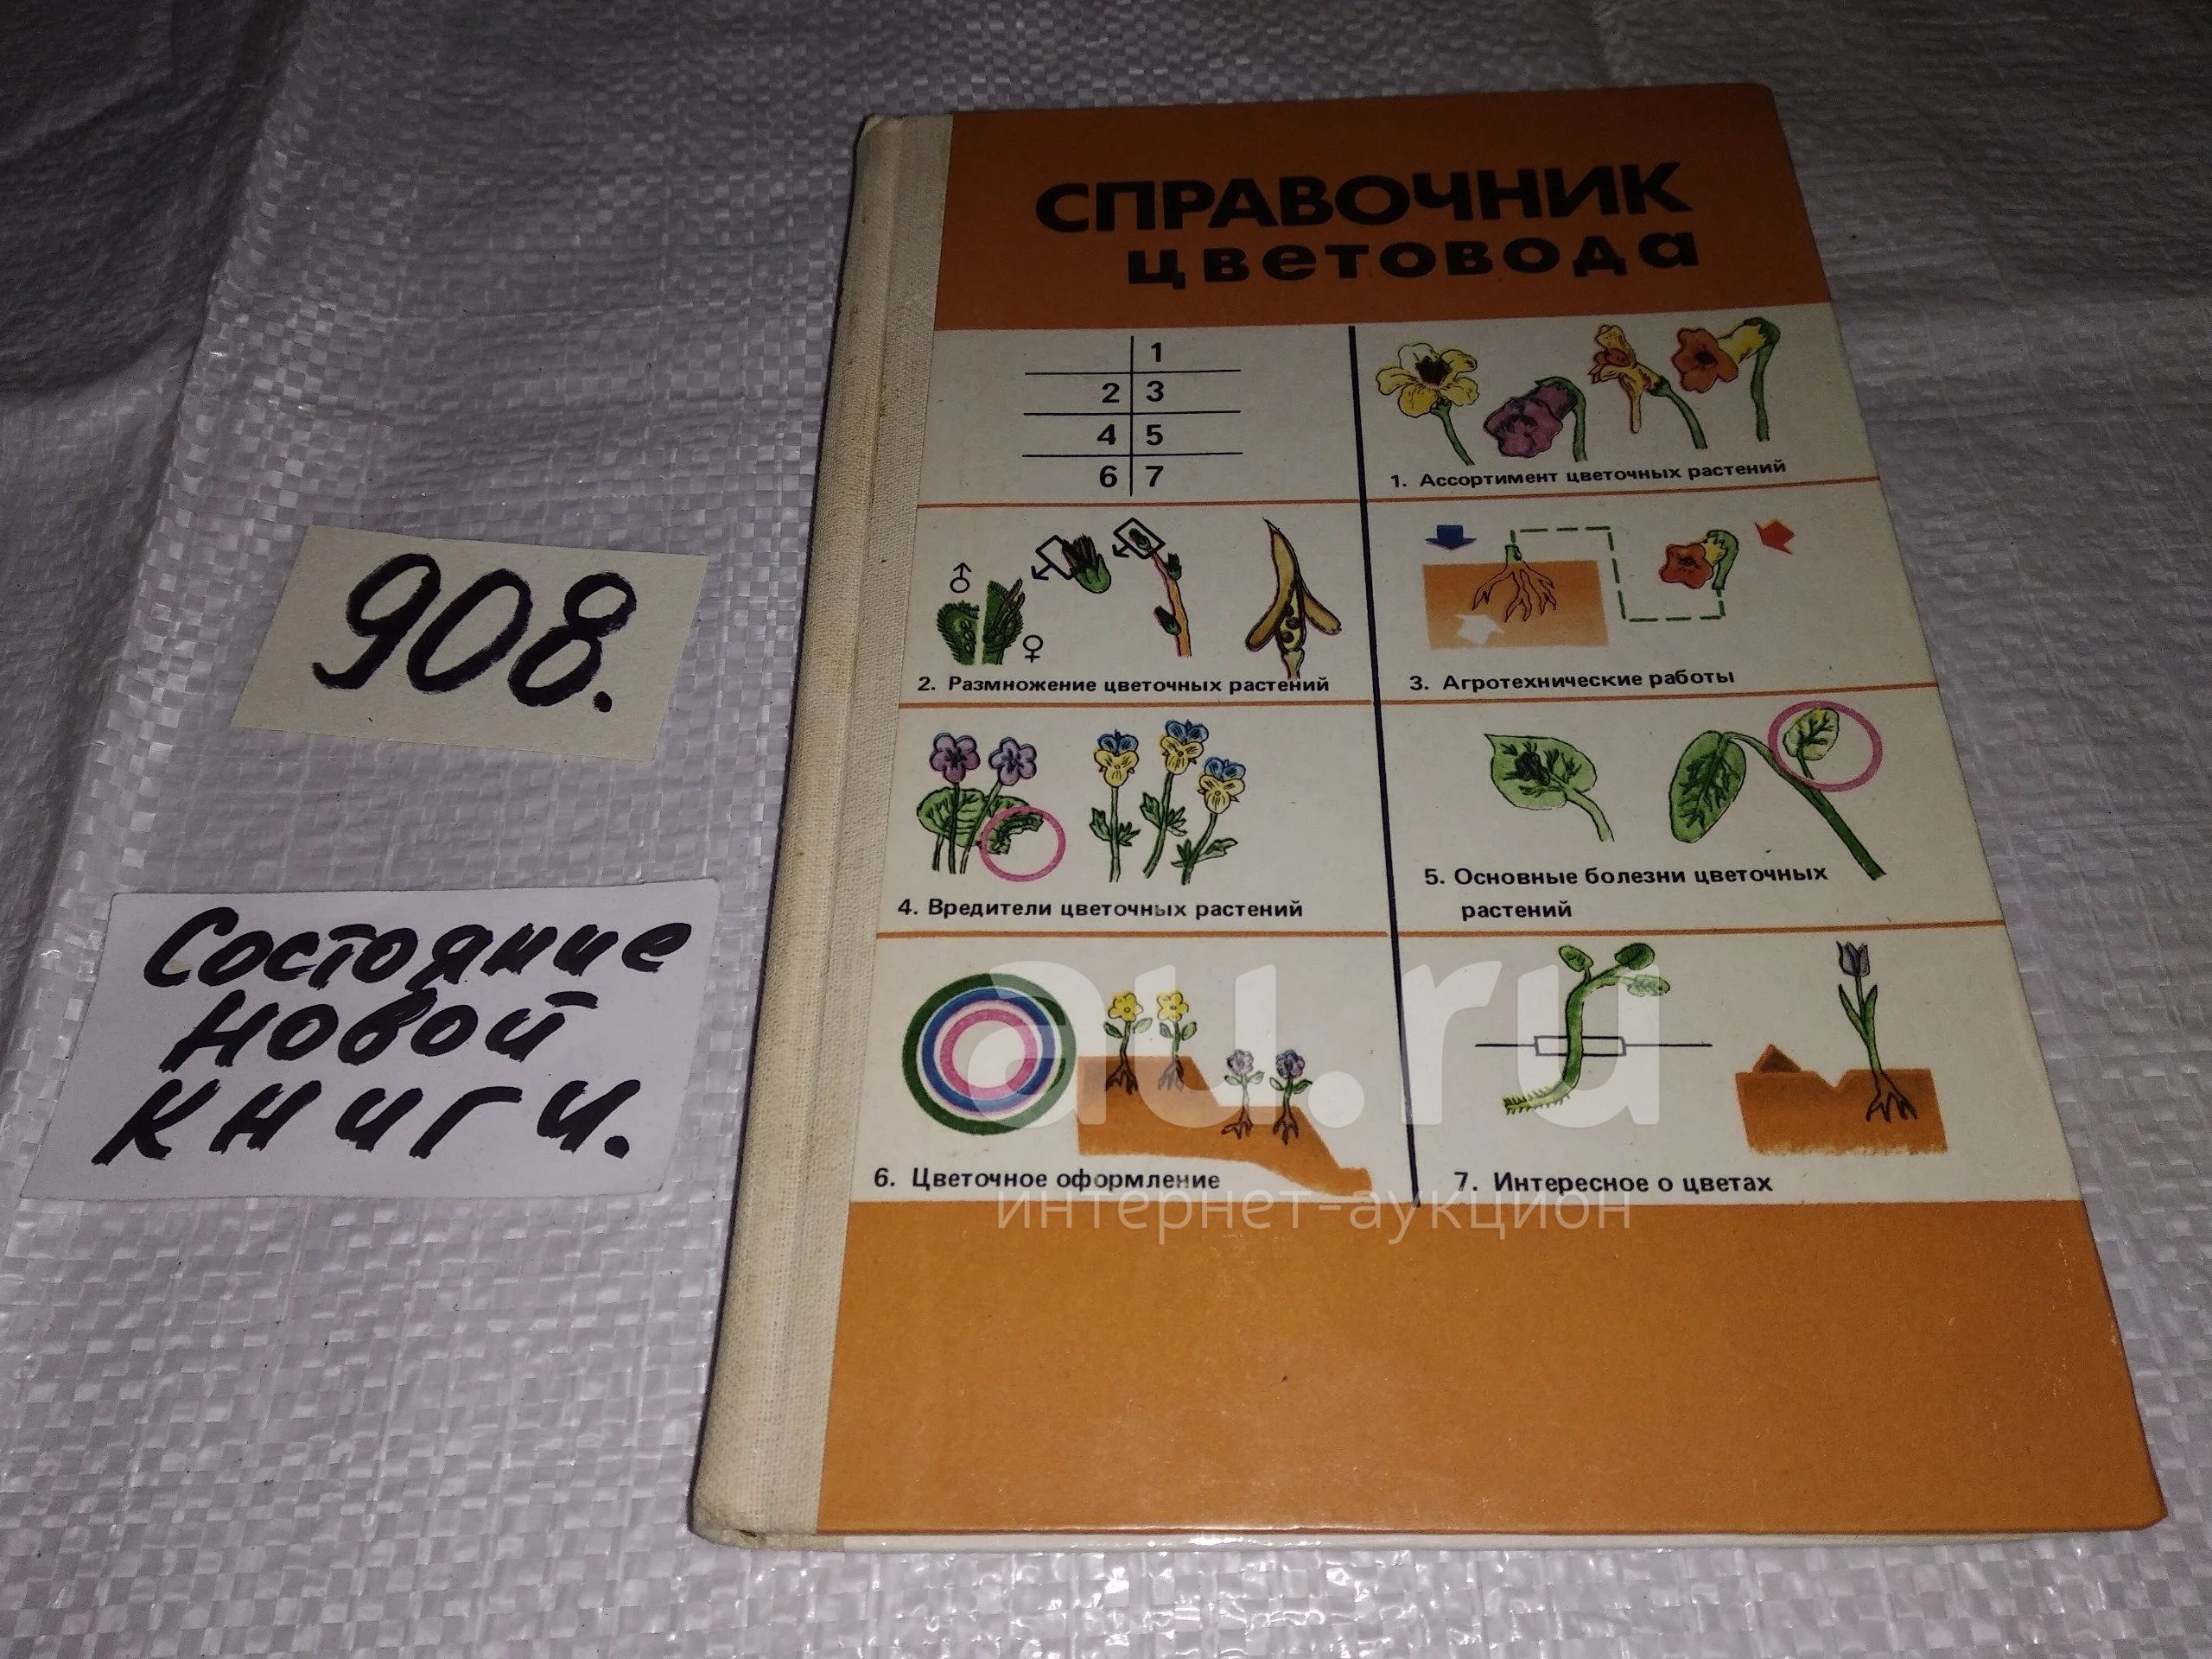 СПРАВОЧНИК
цветовода
1
2 3
4 5
6 7
1. Ассортимент цветочных растений
♂
♀
2. Размножение цветочных растений
3. Агротехнические работы
4. Вредители цветочных растений
5. Основные болезни цветочных
растений
6. Цветочное оформление
7. Интересное о цветах
908.
Состояние
новой
книги.
au.ru
интернет-аукцион